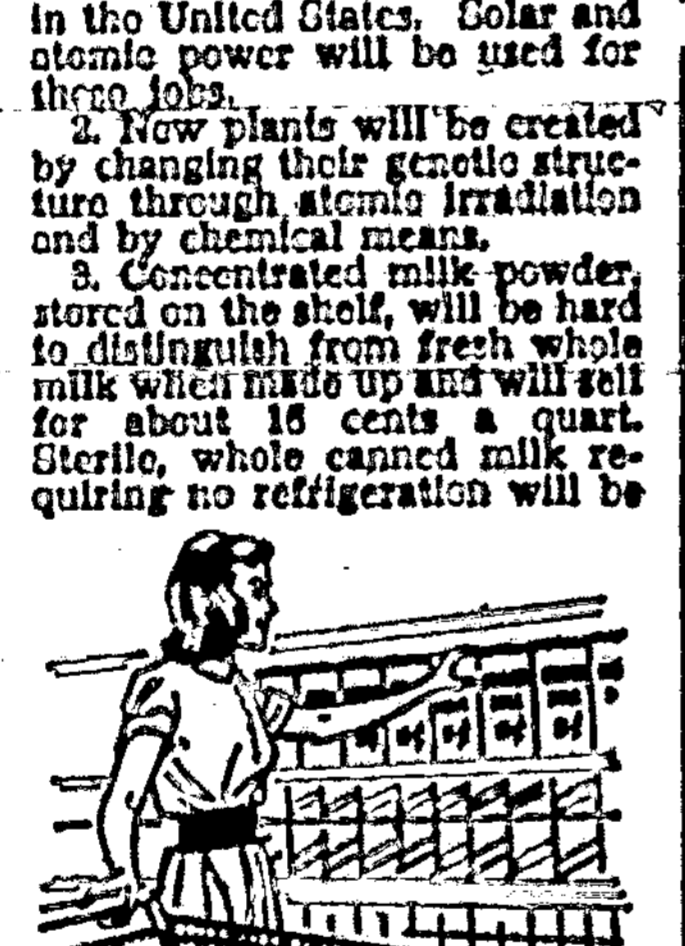 in the United States. Solar and
atomic power will be used for
these jobs.
2. New plants will be created
by changing their genetic struc-
ture through atomic irradiation
and by chemical means.
3. Concentrated milk powder,
stored on the shelf, will be hard
to distinguish from fresh whole
milk when made up and will sell
for about 15 cents a quart.
Sterile, whole canned milk re-
quiring no refrigeration will be